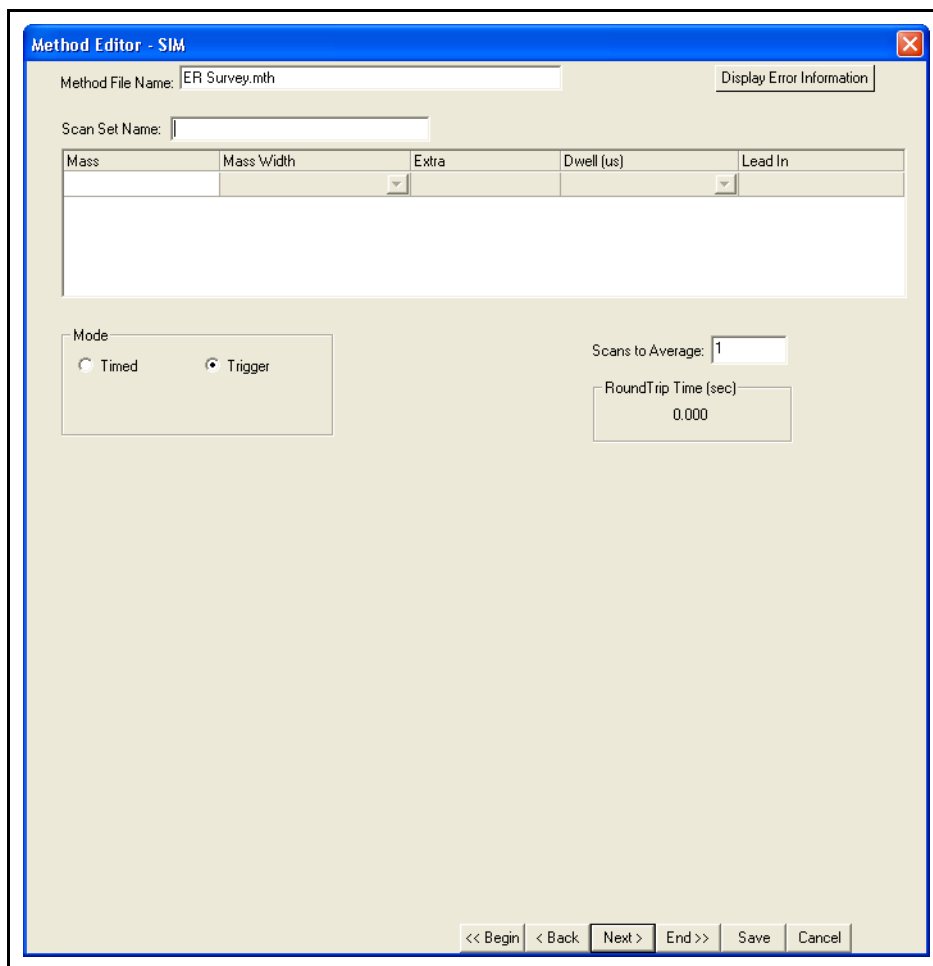 Method Editor - SIM
Method File Name: ER Survey.mth Display Error Information
Scan Set Name:
Mass Mass Width Extra Dwell (us) Lead In
Mode
Timed Trigger
Scans to Average: 1
RoundTrip Time (sec)
0.000
<< Begin < Back Next > End >> Save Cancel